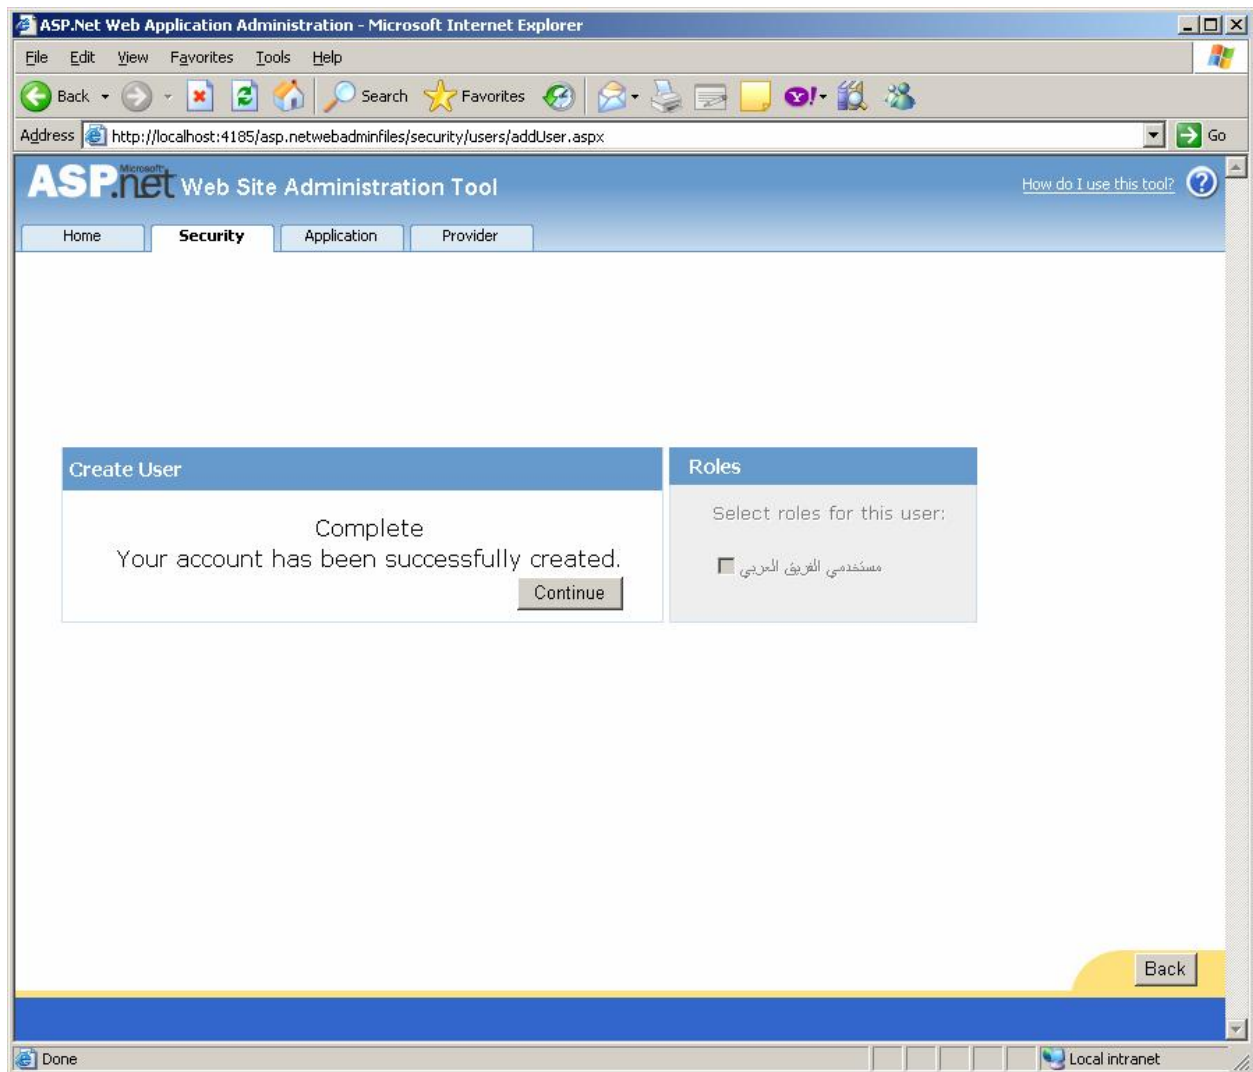 ASP.Net Web Application Administration - Microsoft Internet Explorer
File Edit View Favorites Tools Help
Back Search Favorites
Address http://localhost:4185/asp.netwebadminfiles/security/users/addUser.aspx Go
Microsoft
ASP.net Web Site Administration Tool How do I use this tool? ?
Home Security Application Provider
Create User
Complete
Your account has been successfully created.
Continue
Roles
Select roles for this user:
مستخدمي الفريق العربي
Back
Done Local intranet